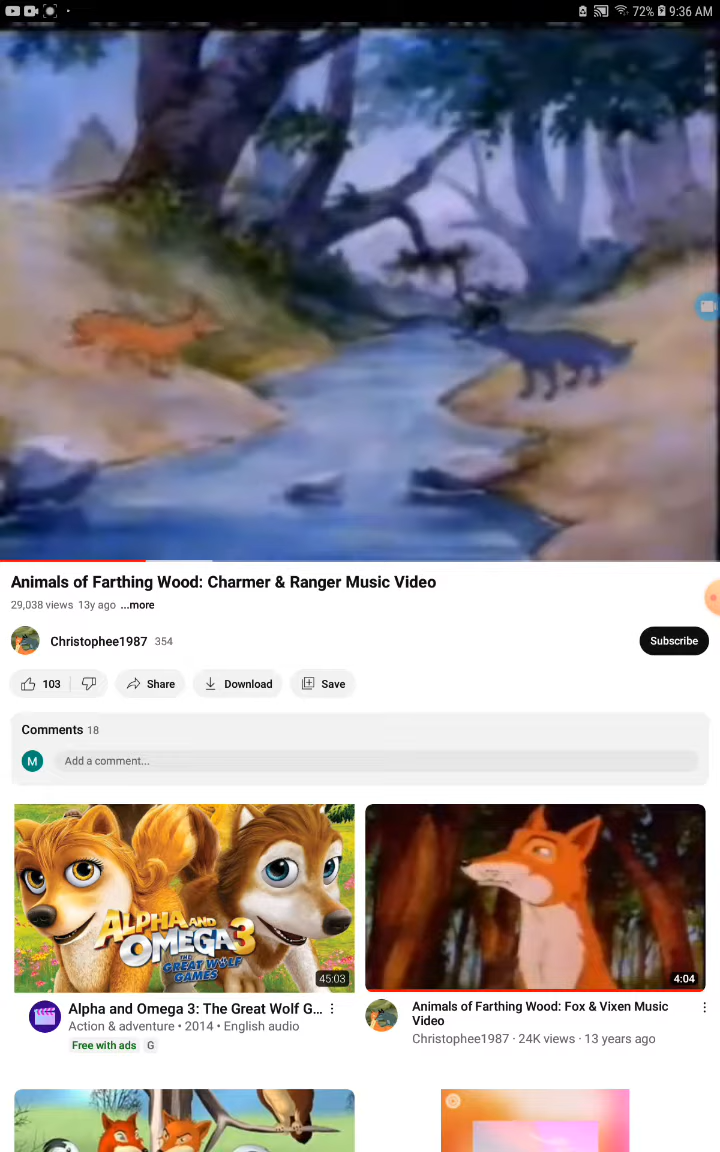 72% 9:36 AM
Animals of Farthing Wood: Charmer & Ranger Music Video
29,038 views 13y ago ...more
Christophee1987 354
Subscribe
103
Share
Download
Save
Comments 18
M
Add a comment...
ALPHA AND
OMEGA 3
THE
GREAT WOLF
GAMES
45:03
Alpha and Omega 3: The Great Wolf G...
Action & adventure • 2014 • English audio
Free with ads G
4:04
Animals of Farthing Wood: Fox & Vixen Music
Video
Christophee1987 · 24K views · 13 years ago